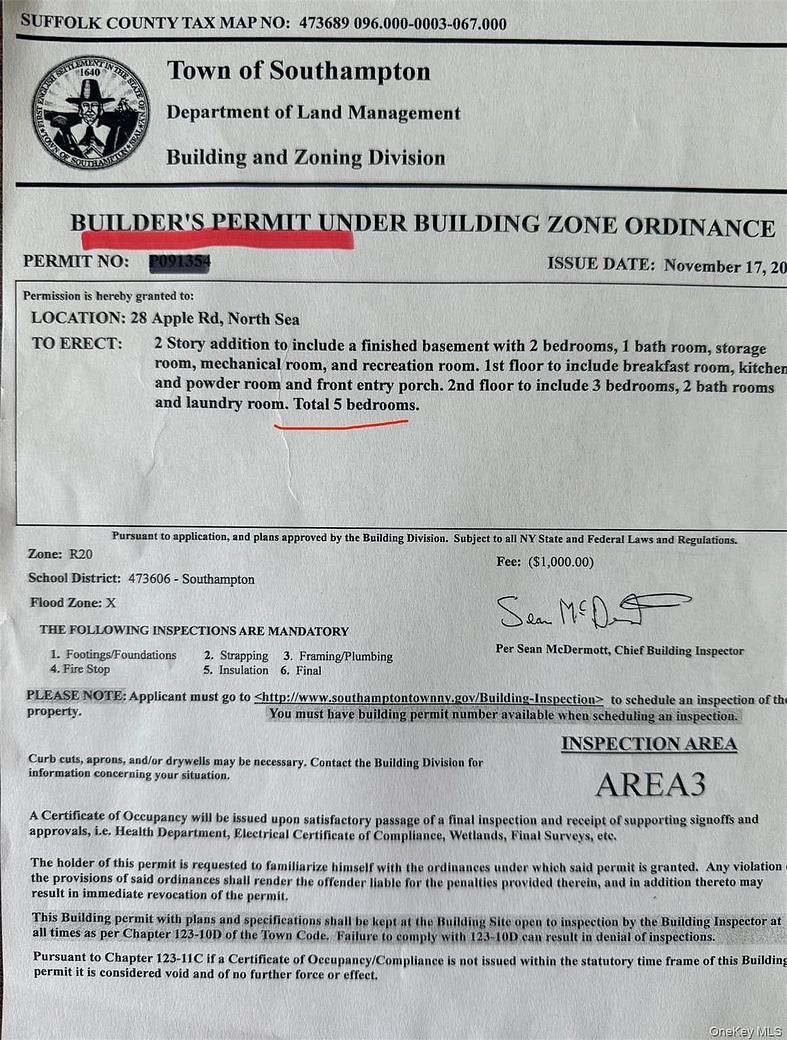 SUFFOLK COUNTY TAX MAP NO: 473689 096.000-0003-067.000
FIRST ENGLISH SETTLEMENT IN THE STATE OF N.Y.
1640
TOWN OF SOUTHAMPTON SEAL
Town of Southampton
Department of Land Management
Building and Zoning Division
BUILDER'S PERMIT UNDER BUILDING ZONE ORDINANCE
PERMIT NO: P091354
ISSUE DATE: November 17, 20
Permission is hereby granted to:
LOCATION: 28 Apple Rd, North Sea
TO ERECT: 2 Story addition to include a finished basement with 2 bedrooms, 1 bath room, storage
room, mechanical room, and recreation room. 1st floor to include breakfast room, kitchen
and powder room and front entry porch. 2nd floor to include 3 bedrooms, 2 bath rooms
and laundry room. Total 5 bedrooms.
Pursuant to application, and plans approved by the Building Division. Subject to all NY State and Federal Laws and Regulations.
Zone: R20
Fee: ($1,000.00)
School District: 473606 - Southampton
Flood Zone: X
Sean McDermott
THE FOLLOWING INSPECTIONS ARE MANDATORY
Per Sean McDermott, Chief Building Inspector
1. Footings/Foundations 2. Strapping 3. Framing/Plumbing
4. Fire Stop 5. Insulation 6. Final
PLEASE NOTE: Applicant must go to <http://www.southamptontownny.gov/Building-Inspection> to schedule an inspection of the
property. You must have building permit number available when scheduling an inspection.
INSPECTION AREA
AREA3
Curb cuts, aprons, and/or drywells may be necessary. Contact the Building Division for
information concerning your situation.
A Certificate of Occupancy will be issued upon satisfactory passage of a final inspection and receipt of supporting signoffs and
approvals, i.e. Health Department, Electrical Certificate of Compliance, Wetlands, Final Surveys, etc.
The holder of this permit is requested to familiarize himself with the ordinances under which said permit is granted. Any violation
the provisions of said ordinances shall render the offender liable for the penalties provided therein, and in addition thereto may
result in immediate revocation of the permit.
This Building permit with plans and specifications shall be kept at the Building Site open to inspection by the Building Inspector at
all times as per Chapter 123-10D of the Town Code. Failure to comply with 123-10D can result in denial of inspections.
Pursuant to Chapter 123-11C if a Certificate of Occupancy/Compliance is not issued within the statutory time frame of this Building
permit it is considered void and of no further force or effect.
OneKey MLS